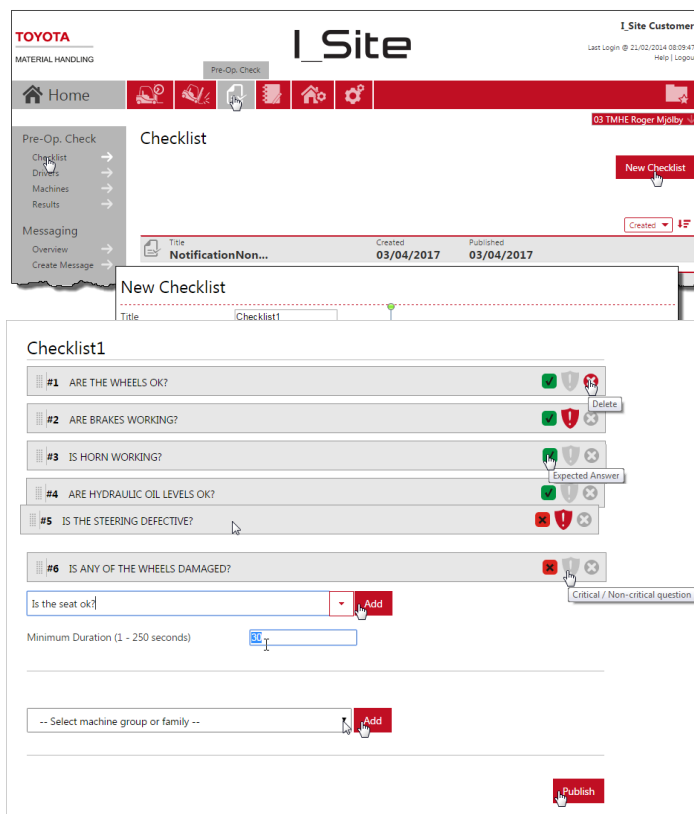 I_Site Customer
TOYOTA
MATERIAL HANDLING
I_Site
Last Login @ 21/02/2014 08:09:47
Help | Logou
Pre-Op. Check
Home
03 TMHE Roger Mjölby
Pre-Op. Check
Checklist
Drivers
Machines
Results
Messaging
Overview
Create Message
Checklist
New Checklist
Created
Title
NotificationNon...
Created
03/04/2017
Published
03/04/2017
New Checklist
Title
Checklist1
Checklist1
#1 ARE THE WHEELS OK?
Delete
#2 ARE BRAKES WORKING?
#3 IS HORN WORKING?
Expected Answer
#4 ARE HYDRAULIC OIL LEVELS OK?
#5 IS THE STEERING DEFECTIVE?
#6 IS ANY OF THE WHEELS DAMAGED?
Critical / Non-critical question
Is the seat ok?
Add
Minimum Duration (1 - 250 seconds)
30
-- Select machine group or family --
Add
Publish